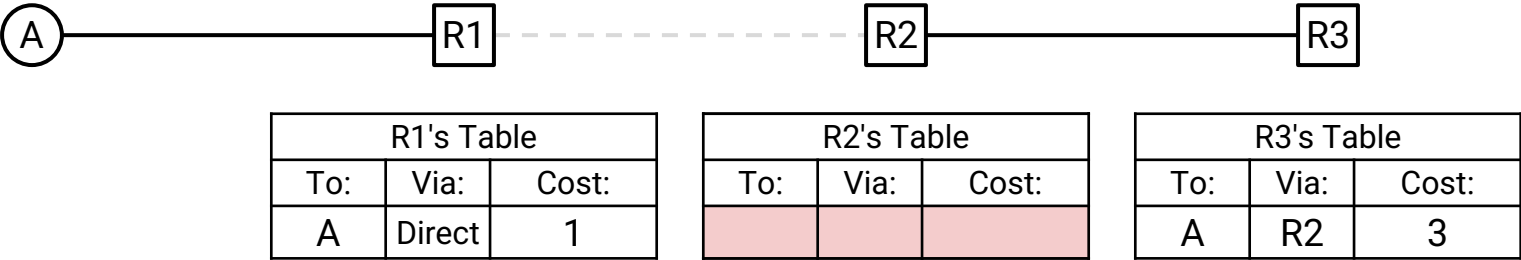 A R1 R2 R3
R1's Table R2's Table R3's Table
To: Via: Cost: To: Via: Cost: To: Via: Cost:
A Direct 1 A R2 3